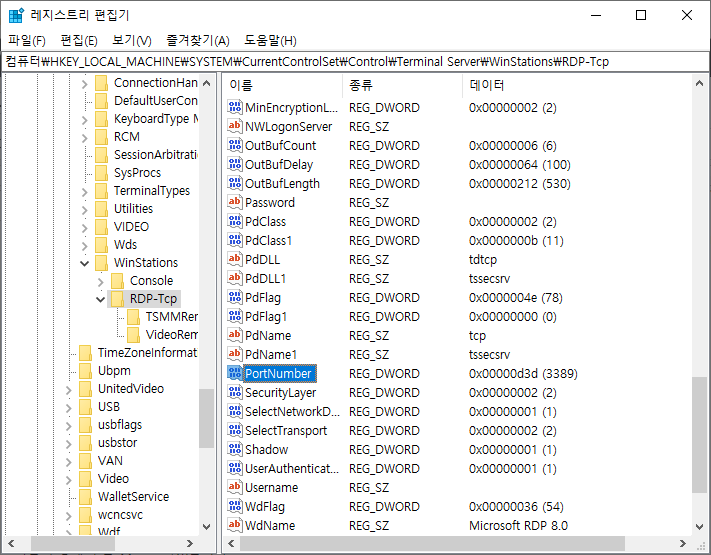 레지스트리 편집기
파일(F) 편집(E) 보기(V) 즐겨찾기(A) 도움말(H)
컴퓨터₩HKEY_LOCAL_MACHINE₩SYSTEM₩CurrentControlSet₩Control₩Terminal Server₩WinStations₩RDP-Tcp
ConnectionHan
DefaultUserCon
KeyboardType M
RCM
SessionArbitratio
SysProcs
TerminalTypes
Utilities
VIDEO
Wds
WinStations
Console
RDP-Tcp
TSMMRer
VideoRem
TimeZoneInformat
Ubpm
UnitedVideo
USB
usbflags
usbstor
VAN
Video
WalletService
wcncsvc
Wdf
이름 종류 데이터
MinEncryptionL... REG_DWORD 0x00000002 (2)
NWLogonServer REG_SZ
OutBufCount REG_DWORD 0x00000006 (6)
OutBufDelay REG_DWORD 0x00000064 (100)
OutBufLength REG_DWORD 0x00000212 (530)
Password REG_SZ
PdClass REG_DWORD 0x00000002 (2)
PdClass1 REG_DWORD 0x0000000b (11)
PdDLL REG_SZ tdtcp
PdDLL1 REG_SZ tssecsrv
PdFlag REG_DWORD 0x0000004e (78)
PdFlag1 REG_DWORD 0x00000000 (0)
PdName REG_SZ tcp
PdName1 REG_SZ tssecsrv
PortNumber REG_DWORD 0x00000d3d (3389)
SecurityLayer REG_DWORD 0x00000002 (2)
SelectNetworkD... REG_DWORD 0x00000001 (1)
SelectTransport REG_DWORD 0x00000002 (2)
Shadow REG_DWORD 0x00000001 (1)
UserAuthenticat... REG_DWORD 0x00000001 (1)
Username REG_SZ
WdFlag REG_DWORD 0x00000036 (54)
WdName REG_SZ Microsoft RDP 8.0